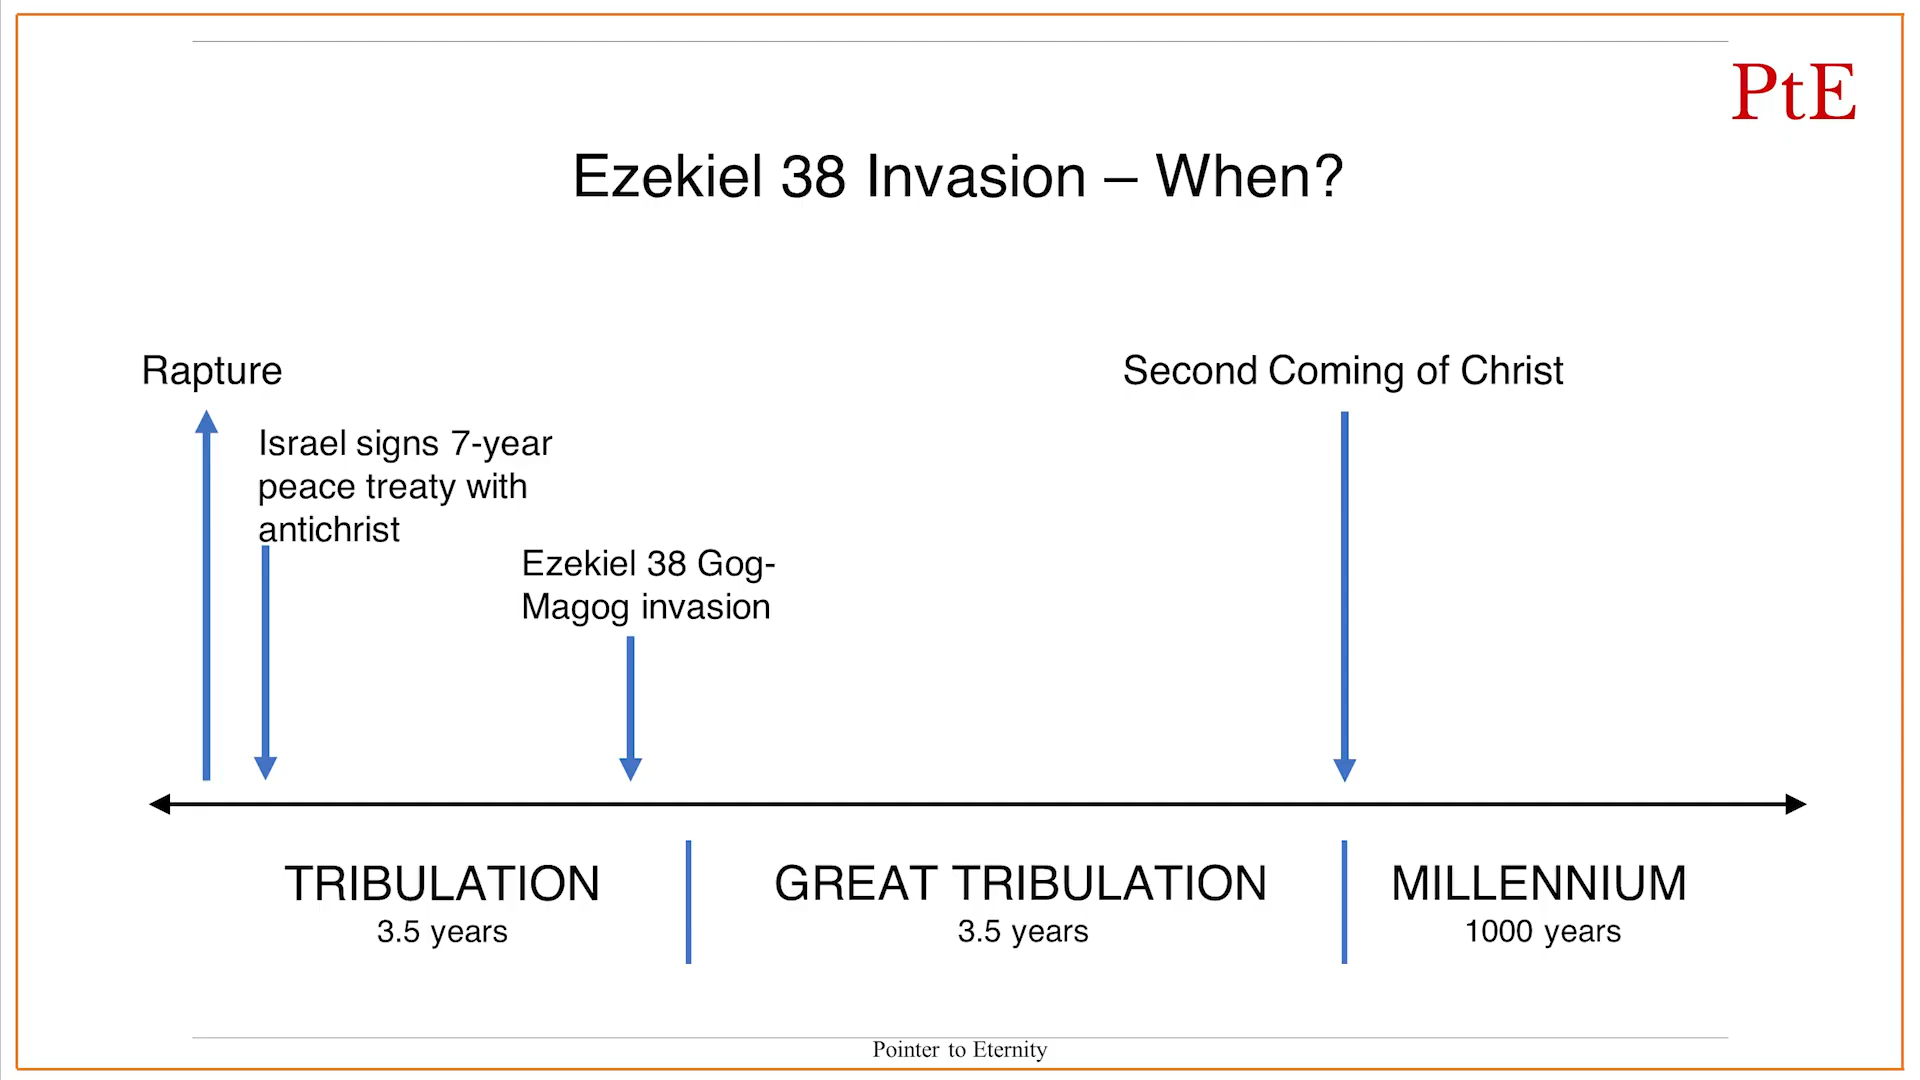 PtE
Ezekiel 38 Invasion – When?
Rapture
Second Coming of Christ
Israel signs 7-year
peace treaty with
antichrist
Ezekiel 38 Gog-
Magog invasion
TRIBULATION
3.5 years
GREAT TRIBULATION
3.5 years
MILLENNIUM
1000 years
Pointer to Eternity